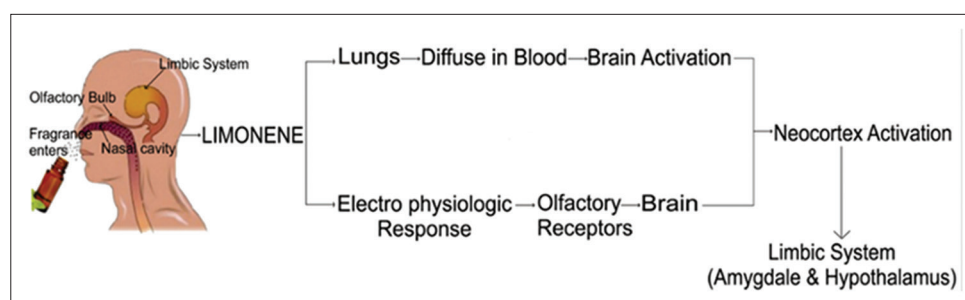 Limbic System
Olfactory Bulb
Fragrance
enters
Nasal cavity
LIMONENE
Lungs
Diffuse in Blood
Brain Activation
Electro physiologic
Response
Olfactory
Receptors
Brain
Neocortex Activation
Limbic System
(Amygdale & Hypothalamus)